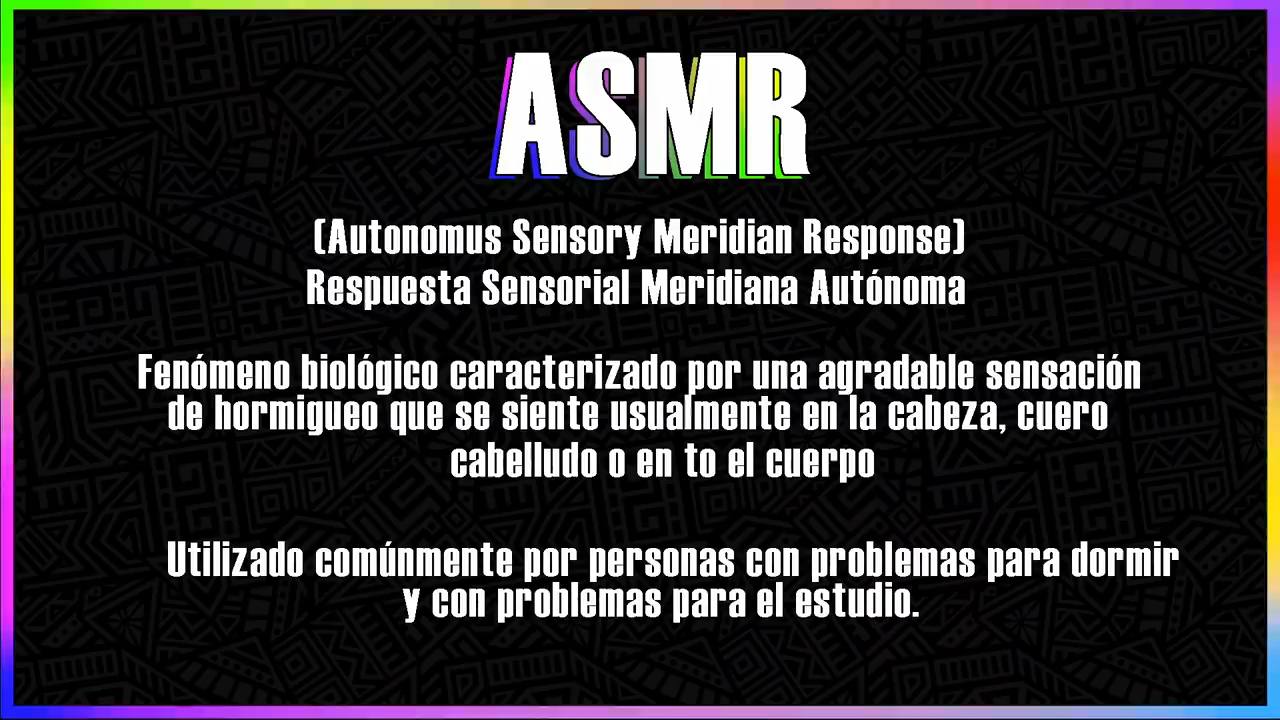 ASMR
(Autonomus Sensory Meridian Response)
Respuesta Sensorial Meridiana Autónoma
Fenómeno biológico caracterizado por una agradable sensación
de hormigueo que se siente usualmente en la cabeza, cuero
cabelludo o en to el cuerpo
Utilizado comúnmente por personas con problemas para dormir
y con problemas para el estudio.